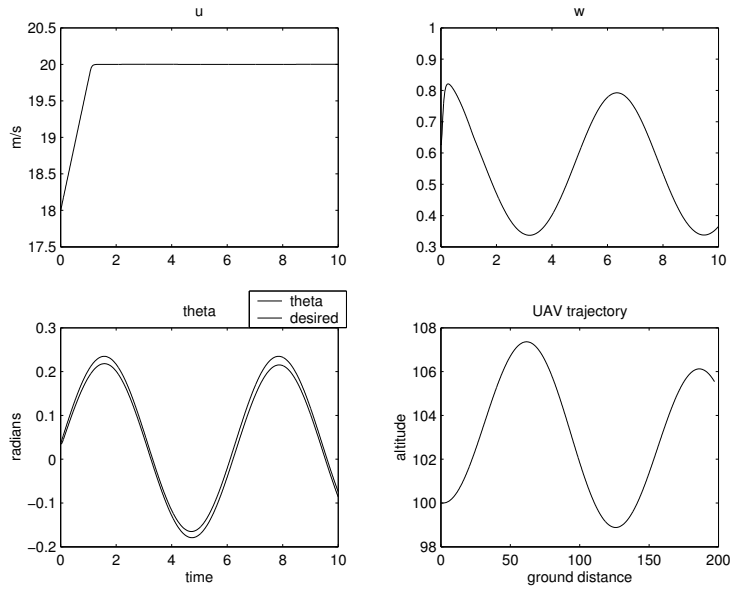 u
20.5
20
19.5
19
18.5
18
17.5
m/s
0 2 4 6 8 10
w
1
0.9
0.8
0.7
0.6
0.5
0.4
0.3
0 2 4 6 8 10
theta
theta
desired
0.3
0.2
0.1
0
−0.1
−0.2
radians
0 2 4 6 8 10
time
UAV trajectory
108
106
104
102
100
98
altitude
0 50 100 150 200
ground distance